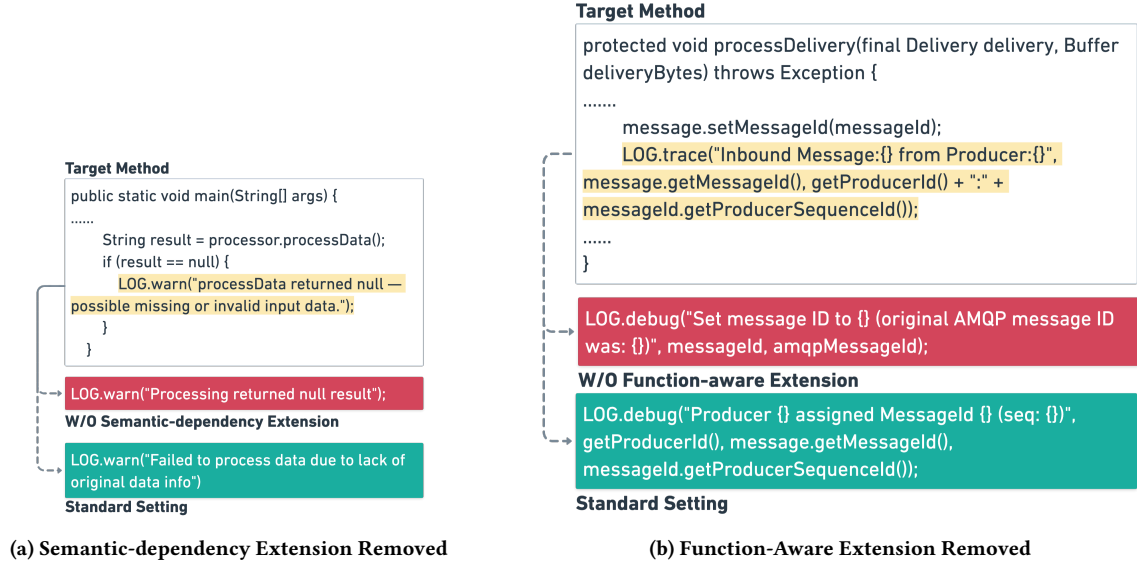 Target Method
public static void main(String[] args) {
......
String result = processor.processData();
if (result == null) {
LOG.warn("processData returned null —
possible missing or invalid input data.");
}
}
LOG.warn("Processing returned null result");
W/O Semantic-dependency Extension
LOG.warn("Failed to process data due to lack of
original data info")
Standard Setting
(a) Semantic-dependency Extension Removed
Target Method
protected void processDelivery(final Delivery delivery, Buffer
deliveryBytes) throws Exception {
.......
message.setMessageId(messageId);
LOG.trace("Inbound Message:{} from Producer:{}",
message.getMessageId(), getProducerId() + ":" +
messageId.getProducerSequenceId());
......
}
LOG.debug("Set message ID to {} (original AMQP message ID
was: {})", messageId, amqpMessageId);
W/O Function-aware Extension
LOG.debug("Producer {} assigned MessageId {} (seq: {})",
getProducerId(), message.getMessageId(),
messageId.getProducerSequenceId());
Standard Setting
(b) Function-Aware Extension Removed